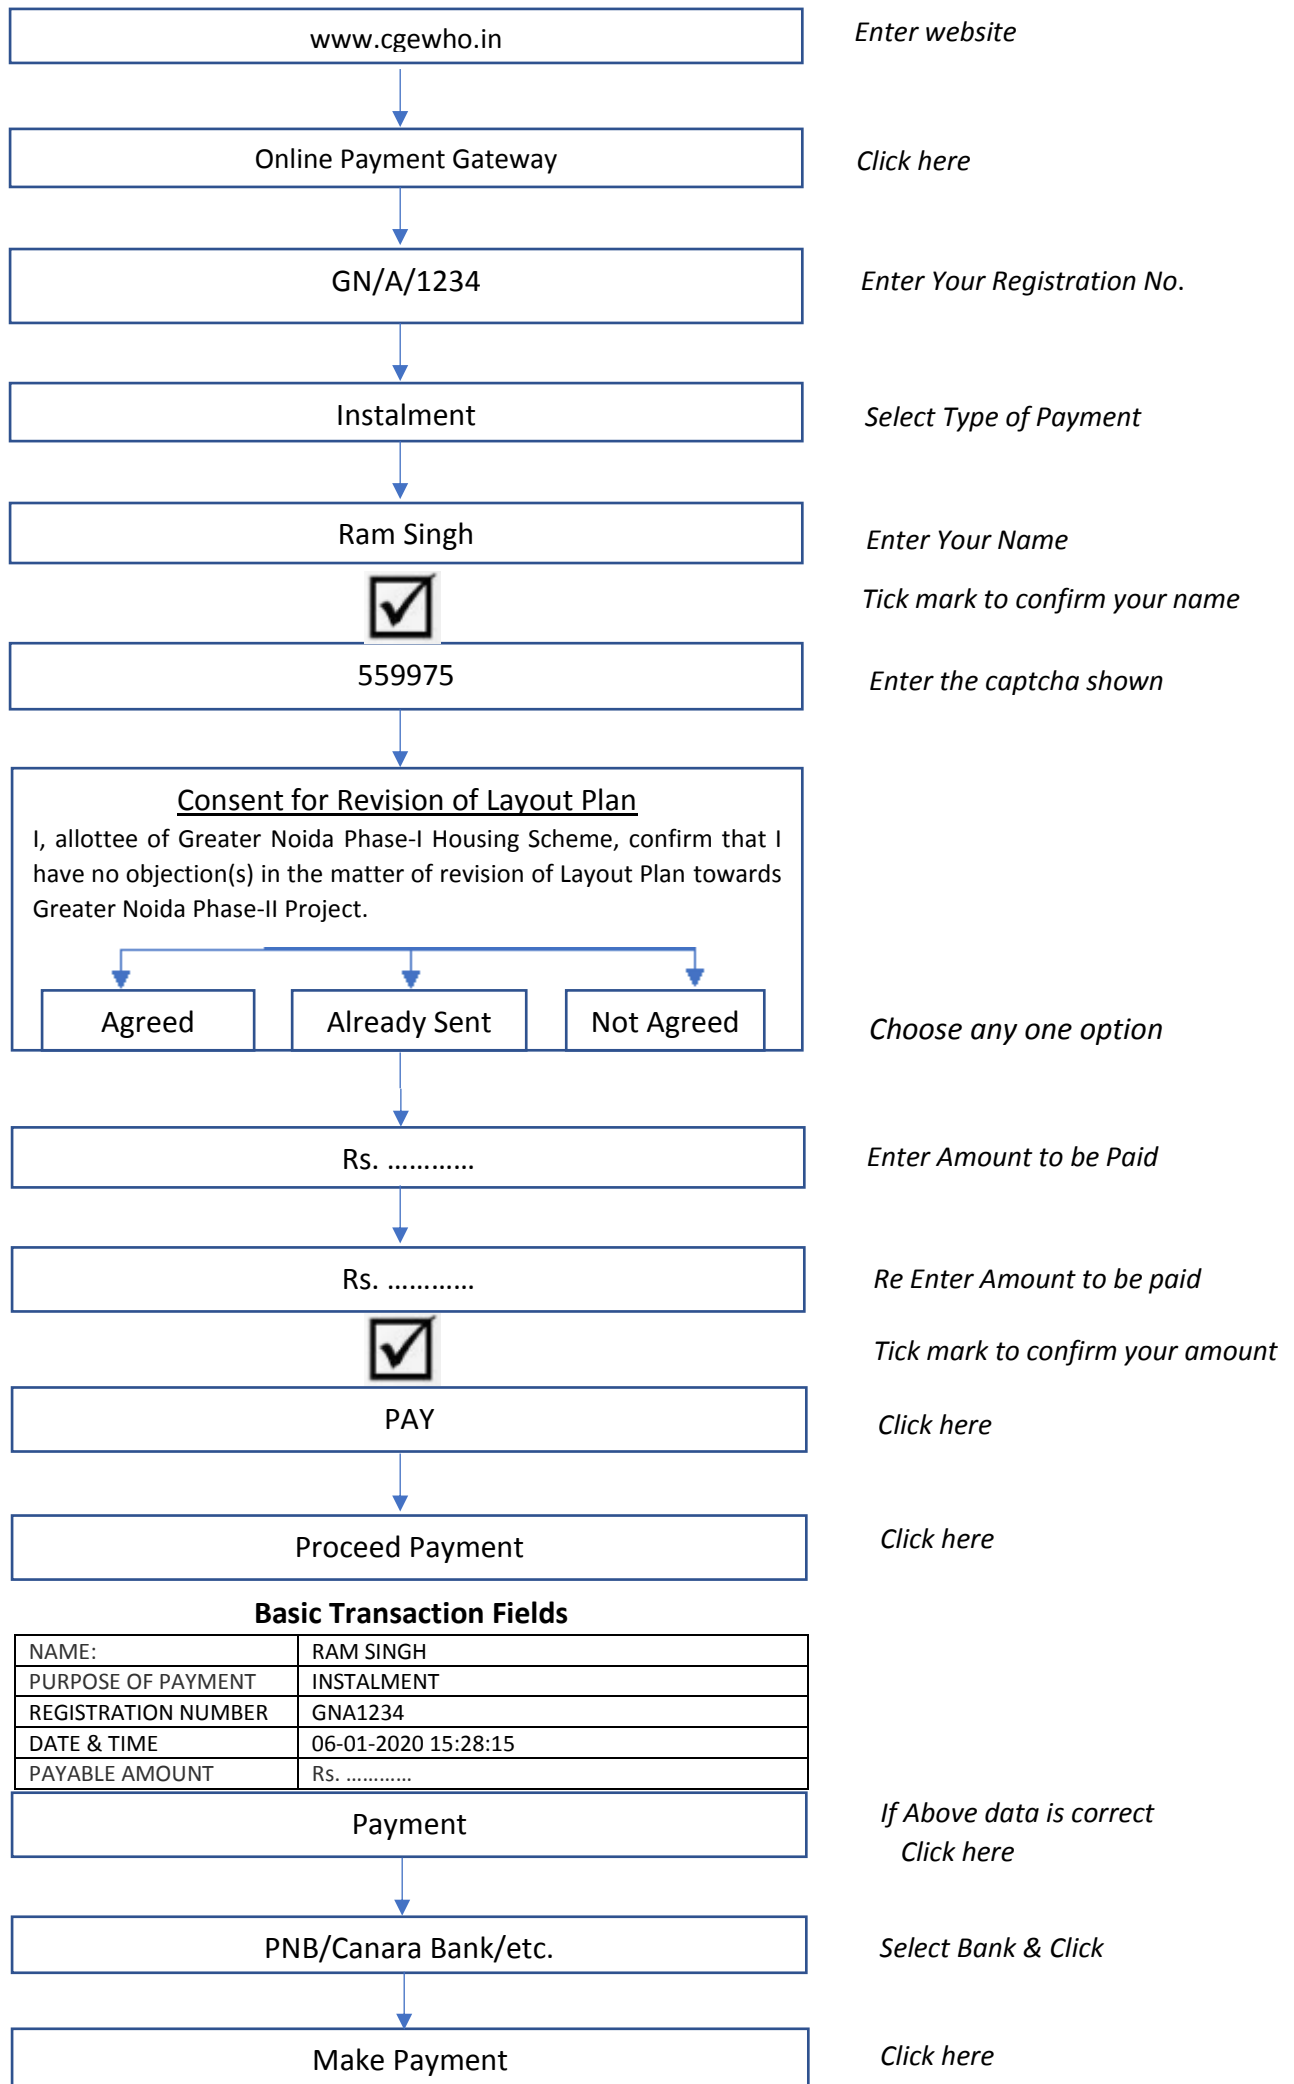 www.cgewho.in
Enter website
Online Payment Gateway
Click here
GN/A/1234
Enter Your Registration No.
Instalment
Select Type of Payment
Ram Singh
Enter Your Name
Tick mark to confirm your name
559975
Enter the captcha shown
Consent for Revision of Layout Plan
I, allottee of Greater Noida Phase-I Housing Scheme, confirm that I
have no objection(s) in the matter of revision of Layout Plan towards
Greater Noida Phase-II Project.
Agreed
Already Sent
Not Agreed
Choose any one option
Rs. …………
Enter Amount to be Paid
Rs. …………
Re Enter Amount to be paid
Tick mark to confirm your amount
PAY
Click here
Proceed Payment
Click here
Basic Transaction Fields
NAME: RAM SINGH
PURPOSE OF PAYMENT INSTALMENT
REGISTRATION NUMBER GNA1234
DATE & TIME 06-01-2020 15:28:15
PAYABLE AMOUNT Rs. …………
Payment
If Above data is correct
Click here
PNB/Canara Bank/etc.
Select Bank & Click
Make Payment
Click here